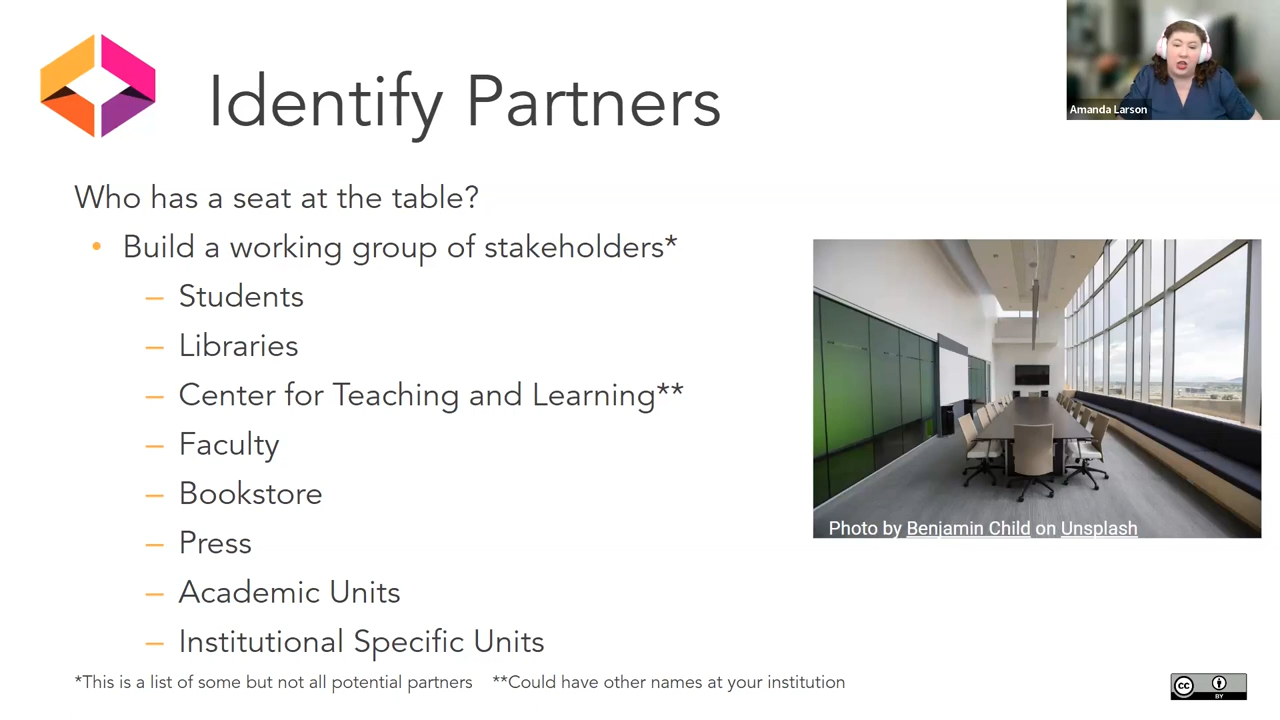 Identify Partners
Amanda Larson
Who has a seat at the table?
• Build a working group of stakeholders*
– Students
– Libraries
– Center for Teaching and Learning**
– Faculty
– Bookstore
– Press
– Academic Units
– Institutional Specific Units
Photo by Benjamin Child on Unsplash
*This is a list of some but not all potential partners **Could have other names at your institution
cc
BY